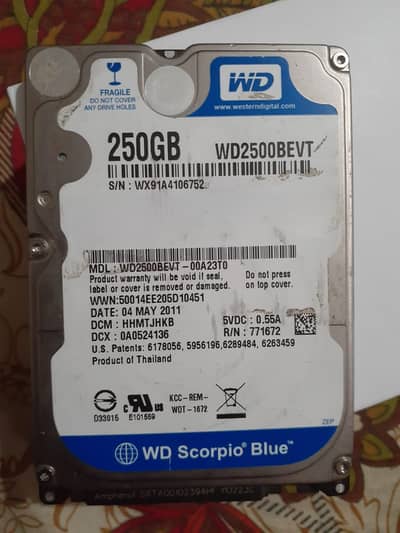 FRAGILE
DO NOT COVER
ANY DRIVE HOLES
WD
www.westerndigital.com
250GB WD2500BEVT
S/N : WX91A4106752
MDL : WD2500BEVT-00A23T0
Product warranty will be void if seal,
label or cover is removed or damaged.
Do not press
on top cover.
WWN:50014EE205D10451
DATE: 04 MAY 2011
DCM : HHMTJHKB
DCX : 0A0524136
5VDC : 0.55A
R/N : 771672
U.S. Patents: 6178056, 5956196,6289484, 6263459
Product of Thailand
D33015
E101559
KCC-REM-
WDT-1672
ZEP
WD Scorpio® Blue™